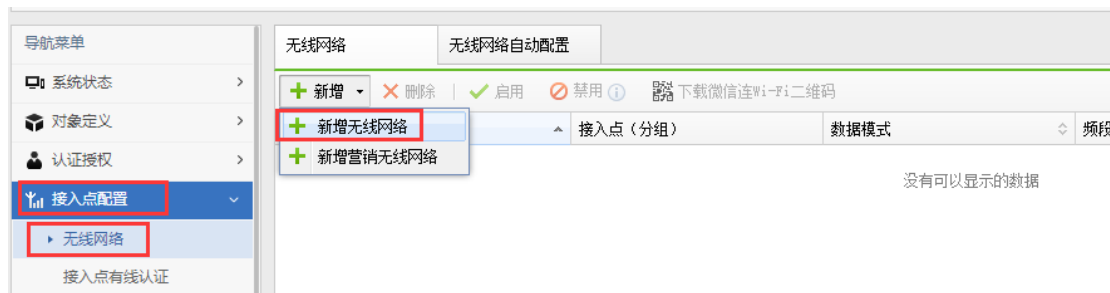 导航菜单
系统状态
对象定义
认证授权
接入点配置
无线网络
接入点有线认证
无线网络 无线网络自动配置
新增 删除 启用 禁用 下载微信连Wi-Fi二维码
新增无线网络
新增营销无线网络
接入点（分组） 数据模式 频段
没有可以显示的数据